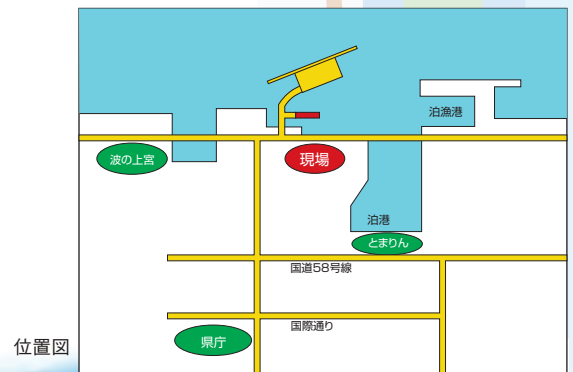 泊漁港
波の上宮
現場
泊港
とまりん
国道58号線
国際通り
県庁
位置図